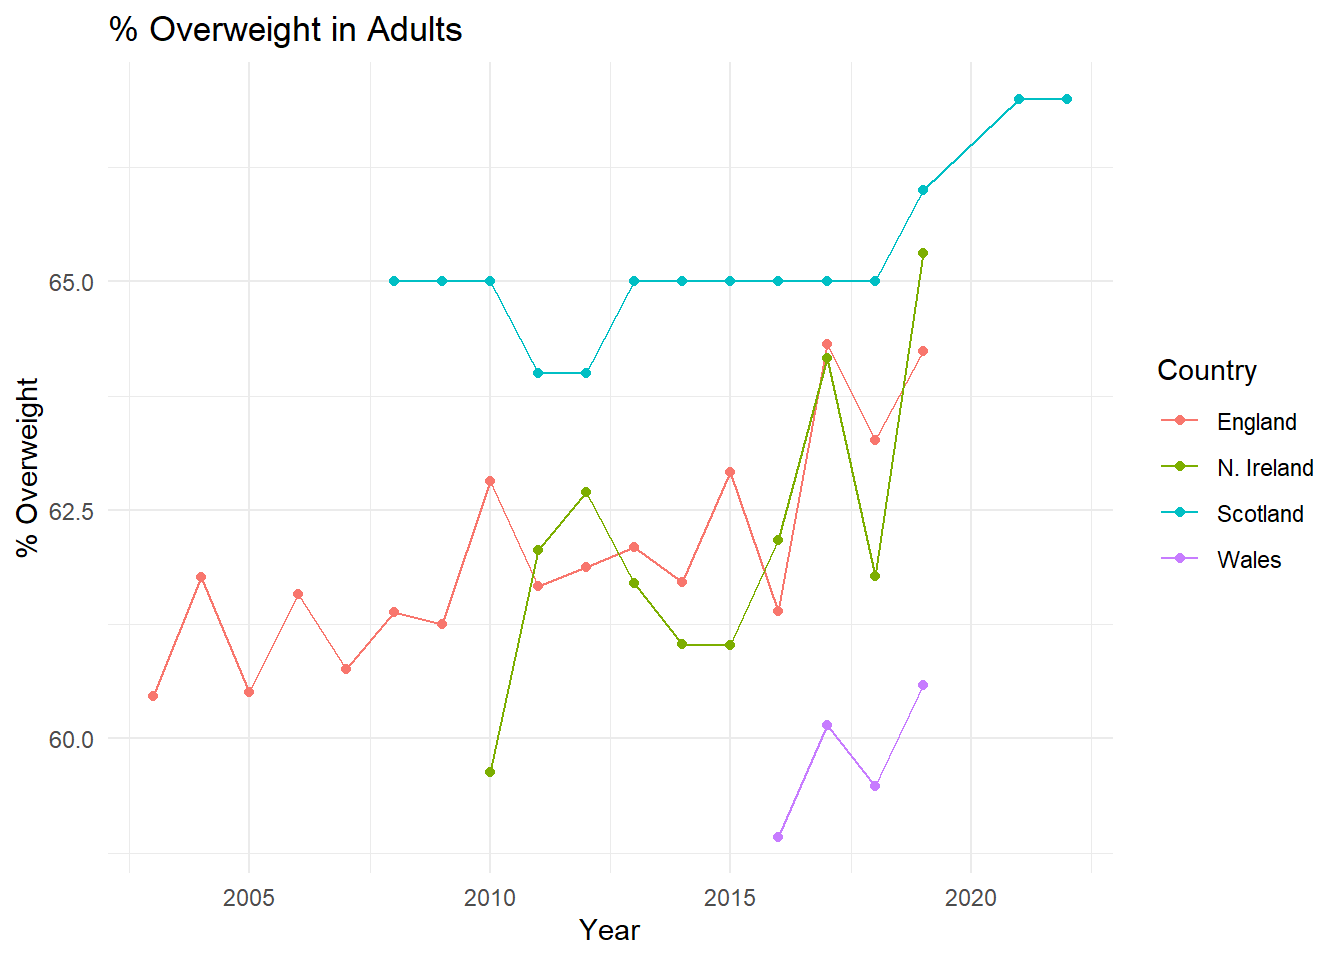 % Overweight in Adults
% Overweight
65.0
62.5
60.0
2005 2010 2015 2020
Year
Country
England
N. Ireland
Scotland
Wales